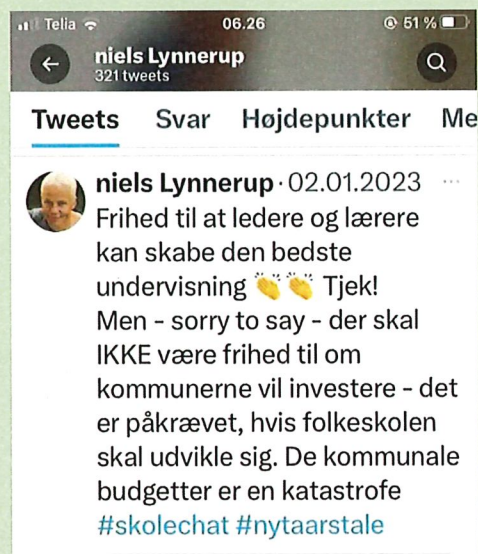 Telia 06.26 51 %
niels Lynnerup
321 tweets
Tweets Svar Højdepunkter Me
niels Lynnerup · 02.01.2023 ...
Frihed til at ledere og lærere
kan skabe den bedste
undervisning 👏 👏 Tjek!
Men - sorry to say - der skal
IKKE være frihed til om
kommunerne vil investere - det
er påkrævet, hvis folkeskolen
skal udvikle sig. De kommunale
budgetter er en katastrofe
#skolechat #nytaarstale